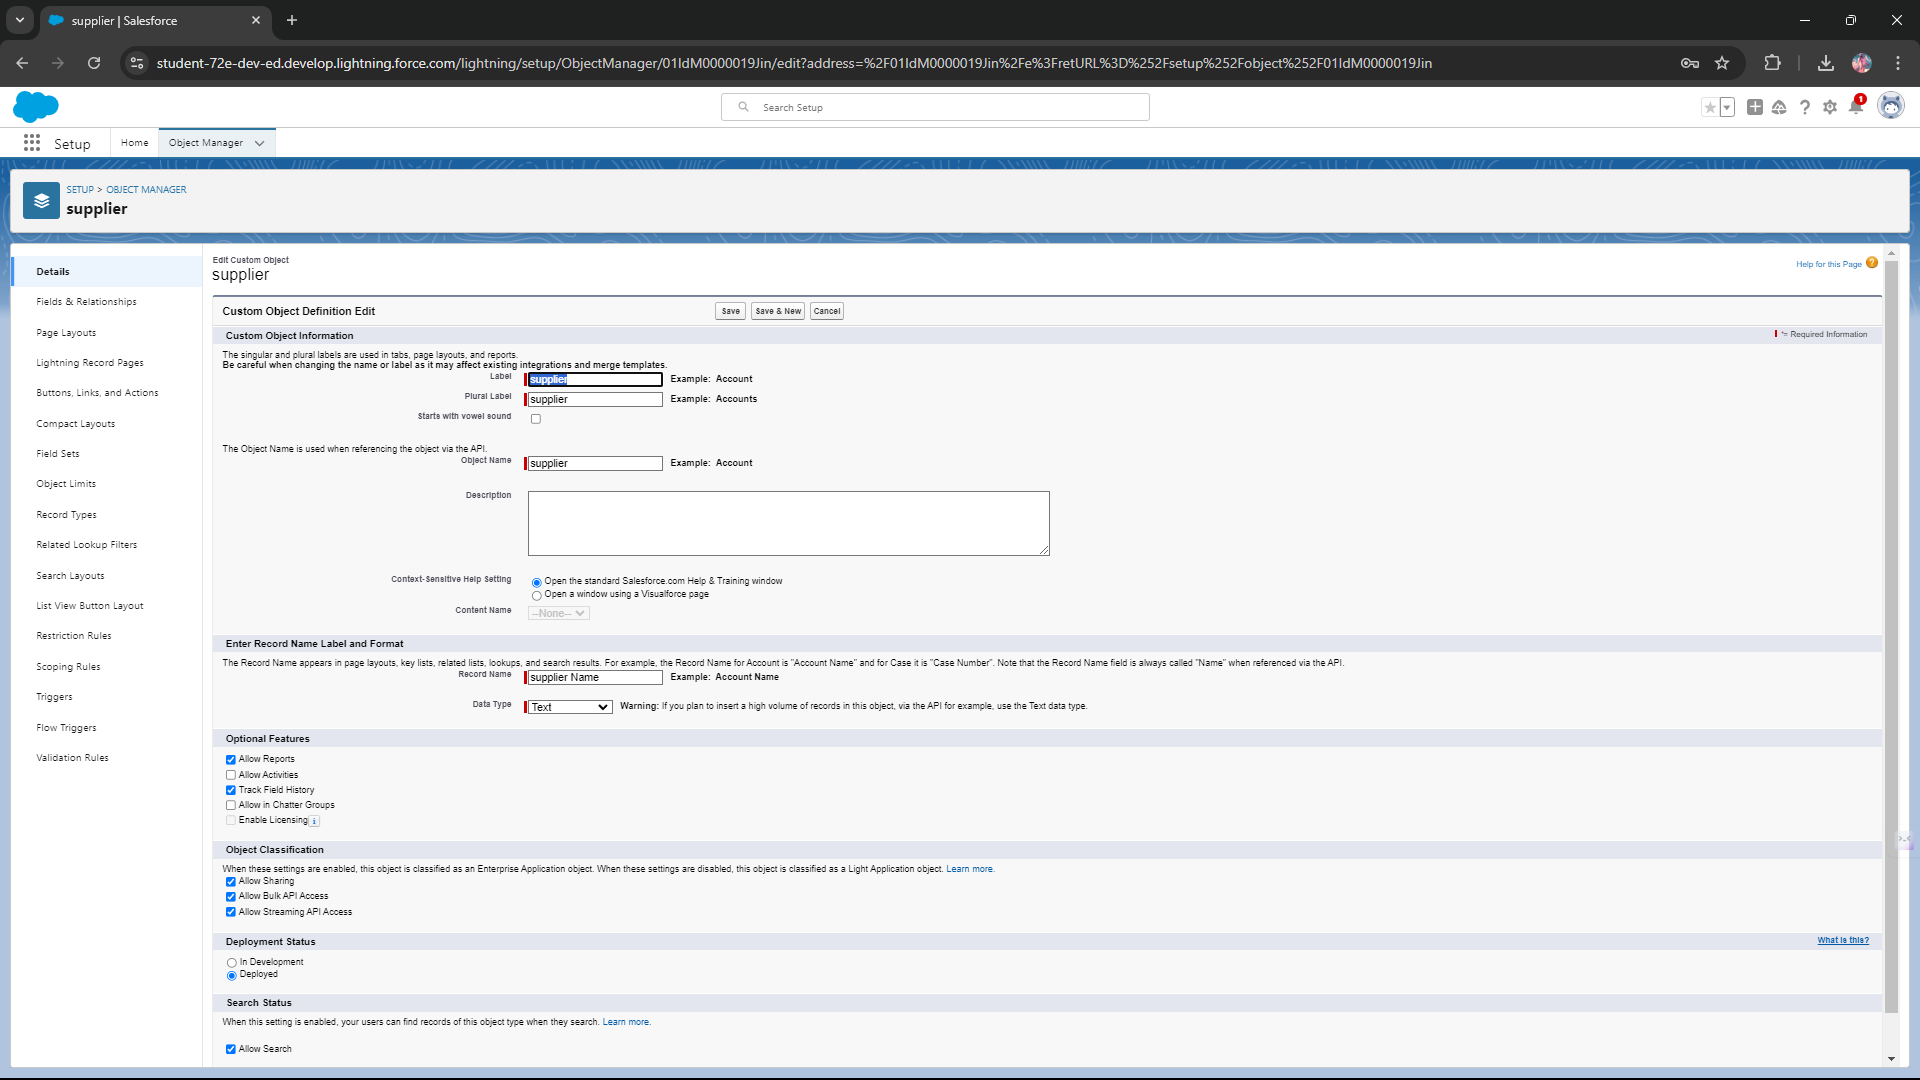 supplier | Salesforce
student-72e-dev-ed.develop.lightning.force.com/lightning/setup/ObjectManager/01IdM0000019Jin/edit?address=%2F01IdM0000019Jin%2Fe%3FretURL%3D%252Fsetup%252Fobject%252F01IdM0000019Jin
Search Setup
1
Setup
Home
Object Manager
SETUP > OBJECT MANAGER
supplier
Details
Fields & Relationships
Page Layouts
Lightning Record Pages
Buttons, Links, and Actions
Compact Layouts
Field Sets
Object Limits
Record Types
Related Lookup Filters
Search Layouts
List View Button Layout
Restriction Rules
Scoping Rules
Triggers
Flow Triggers
Validation Rules
Edit Custom Object
supplier
Help for this Page ?
Custom Object Definition Edit
Save
Save & New
Cancel
Custom Object Information
= Required Information
The singular and plural labels are used in tabs, page layouts, and reports.
Be careful when changing the name or label as it may affect existing integrations and merge templates.
Label supplier Example: Account
Plural Label supplier Example: Accounts
Starts with vowel sound
The Object Name is used when referencing the object via the API.
Object Name supplier Example: Account
Description
Context-Sensitive Help Setting Open the standard Salesforce.com Help & Training window
Open a window using a Visualforce page
Content Name --None--
Enter Record Name Label and Format
The Record Name appears in page layouts, key lists, related lists, lookups, and search results. For example, the Record Name for Account is "Account Name" and for Case it is "Case Number". Note that the Record Name field is always called "Name" when referenced via the API.
Record Name supplier Name Example: Account Name
Data Type Text Warning: If you plan to insert a high volume of records in this object, via the API for example, use the Text data type.
Optional Features
Allow Reports
Allow Activities
Track Field History
Allow in Chatter Groups
Enable Licensing i
Object Classification
When these settings are enabled, this object is classified as an Enterprise Application object. When these settings are disabled, this object is classified as a Light Application object. Learn more.
Allow Sharing
Allow Bulk API Access
Allow Streaming API Access
Deployment Status
What is this?
In Development
Deployed
Search Status
When this setting is enabled, your users can find records of this object type when they search. Learn more.
Allow Search